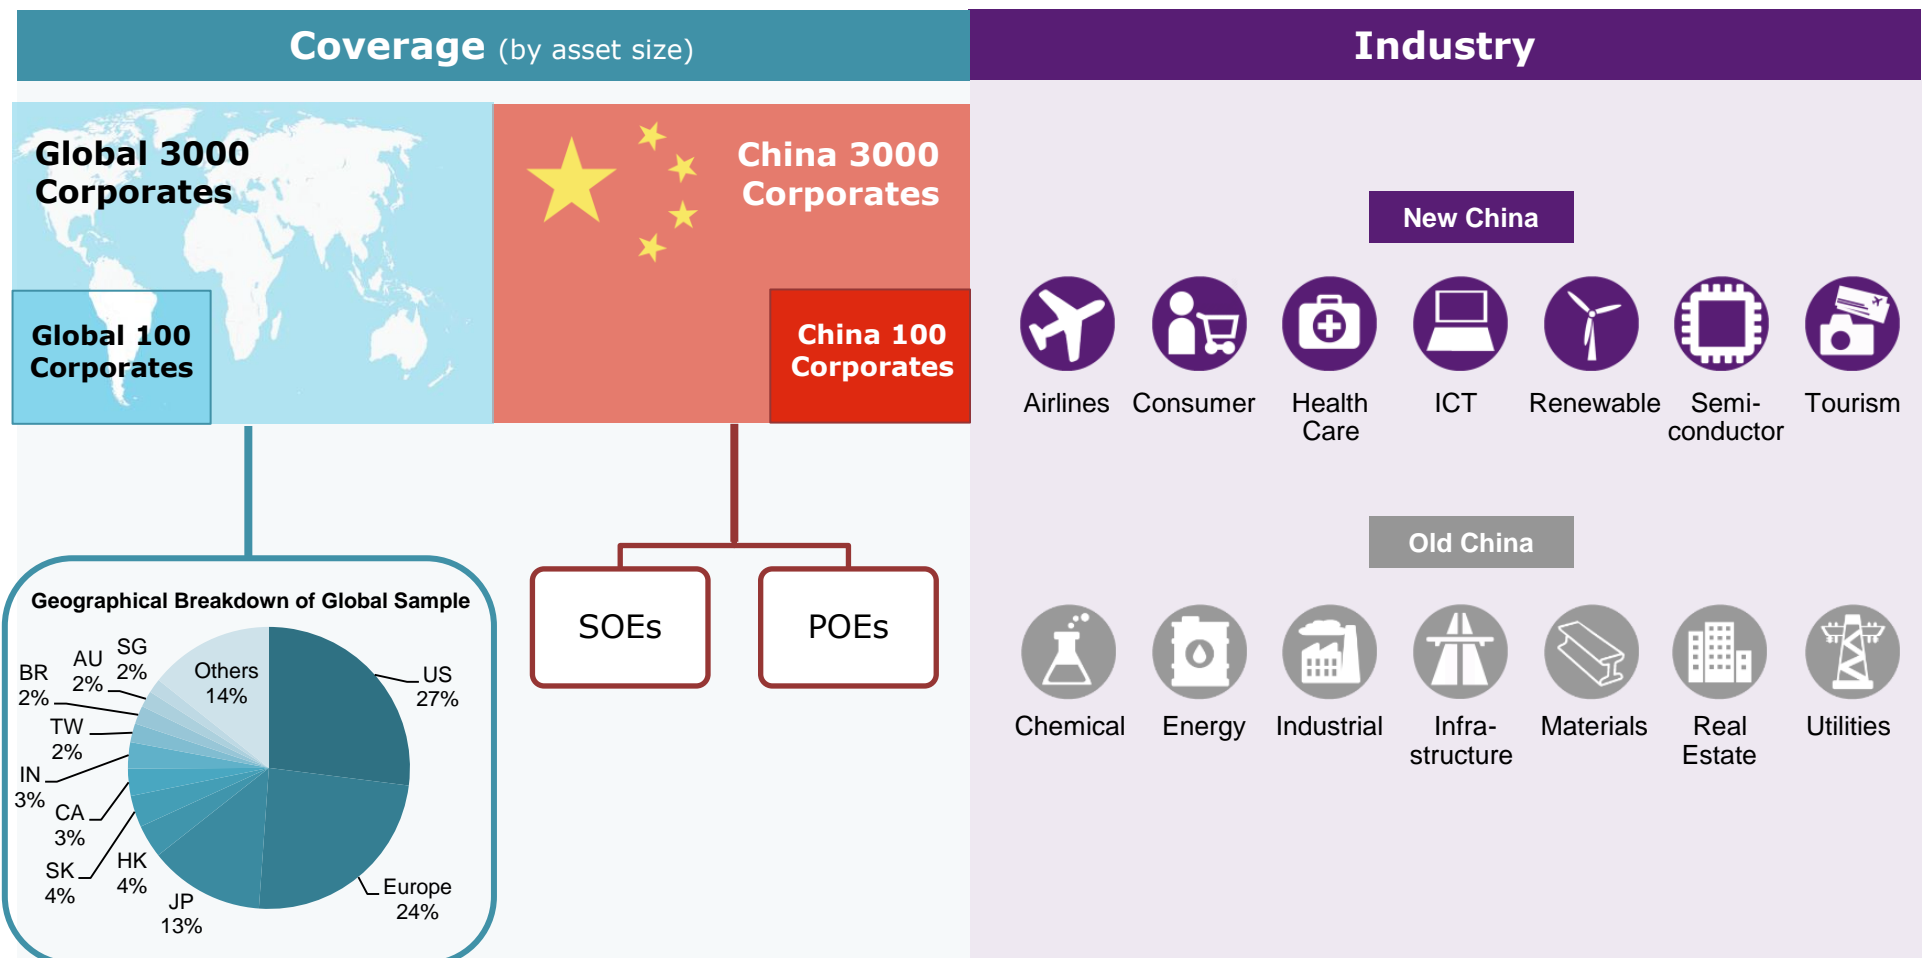 Coverage (by asset size)
Industry
Global 3000
Corporates
China 3000
Corporates
Global 100
Corporates
China 100
Corporates
SOEs
POEs
Geographical Breakdown of Global Sample
US
27%
Europe
24%
JP
13%
HK
4%
SK
4%
CA
3%
IN
3%
TW
2%
BR
2%
AU
2%
SG
2%
Others
14%
New China
Airlines
Consumer
Health
Care
ICT
Renewable
Semi-
conductor
Tourism
Old China
Chemical
Energy
Industrial
Infra-
structure
Materials
Real
Estate
Utilities